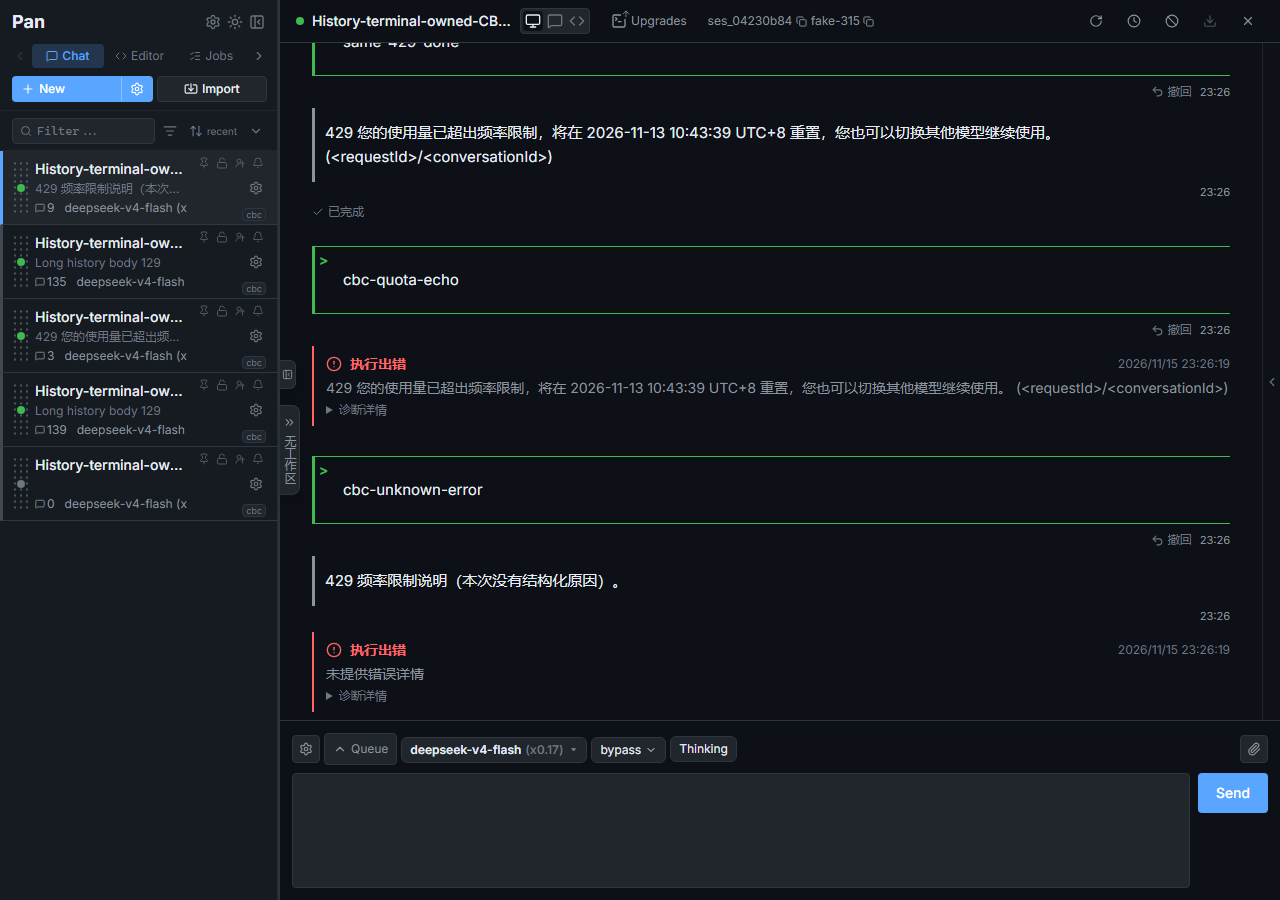 Pan
Chat
Editor
Jobs
New
Import
Filter ...
recent
History-terminal-ow...
429 频率限制说明（本次...
9 deepseek-v4-flash (x
cbc
History-terminal-ow...
Long history body 129
135 deepseek-v4-flash
cbc
History-terminal-ow...
429 您的使用量已超出频...
3 deepseek-v4-flash (x
cbc
History-terminal-ow...
Long history body 129
139 deepseek-v4-flash
cbc
History-terminal-ow...
0 deepseek-v4-flash (x
cbc
无工作区
History-terminal-owned-CB...
Upgrades
ses_04230b84
fake-315
same-429-done
撤回 23:26
429 您的使用量已超出频率限制，将在 2026-11-13 10:43:39 UTC+8 重置，您也可以切换其他模型继续使用。
(<requestId>/<conversationId>)
23:26
已完成
>
cbc-quota-echo
撤回 23:26
执行出错 2026/11/15 23:26:19
429 您的使用量已超出频率限制，将在 2026-11-13 10:43:39 UTC+8 重置，您也可以切换其他模型继续使用。 (<requestId>/<conversationId>)
诊断详情
>
cbc-unknown-error
撤回 23:26
429 频率限制说明（本次没有结构化原因）。
23:26
执行出错 2026/11/15 23:26:19
未提供错误详情
诊断详情
Queue
deepseek-v4-flash (x0.17)
bypass
Thinking
Send